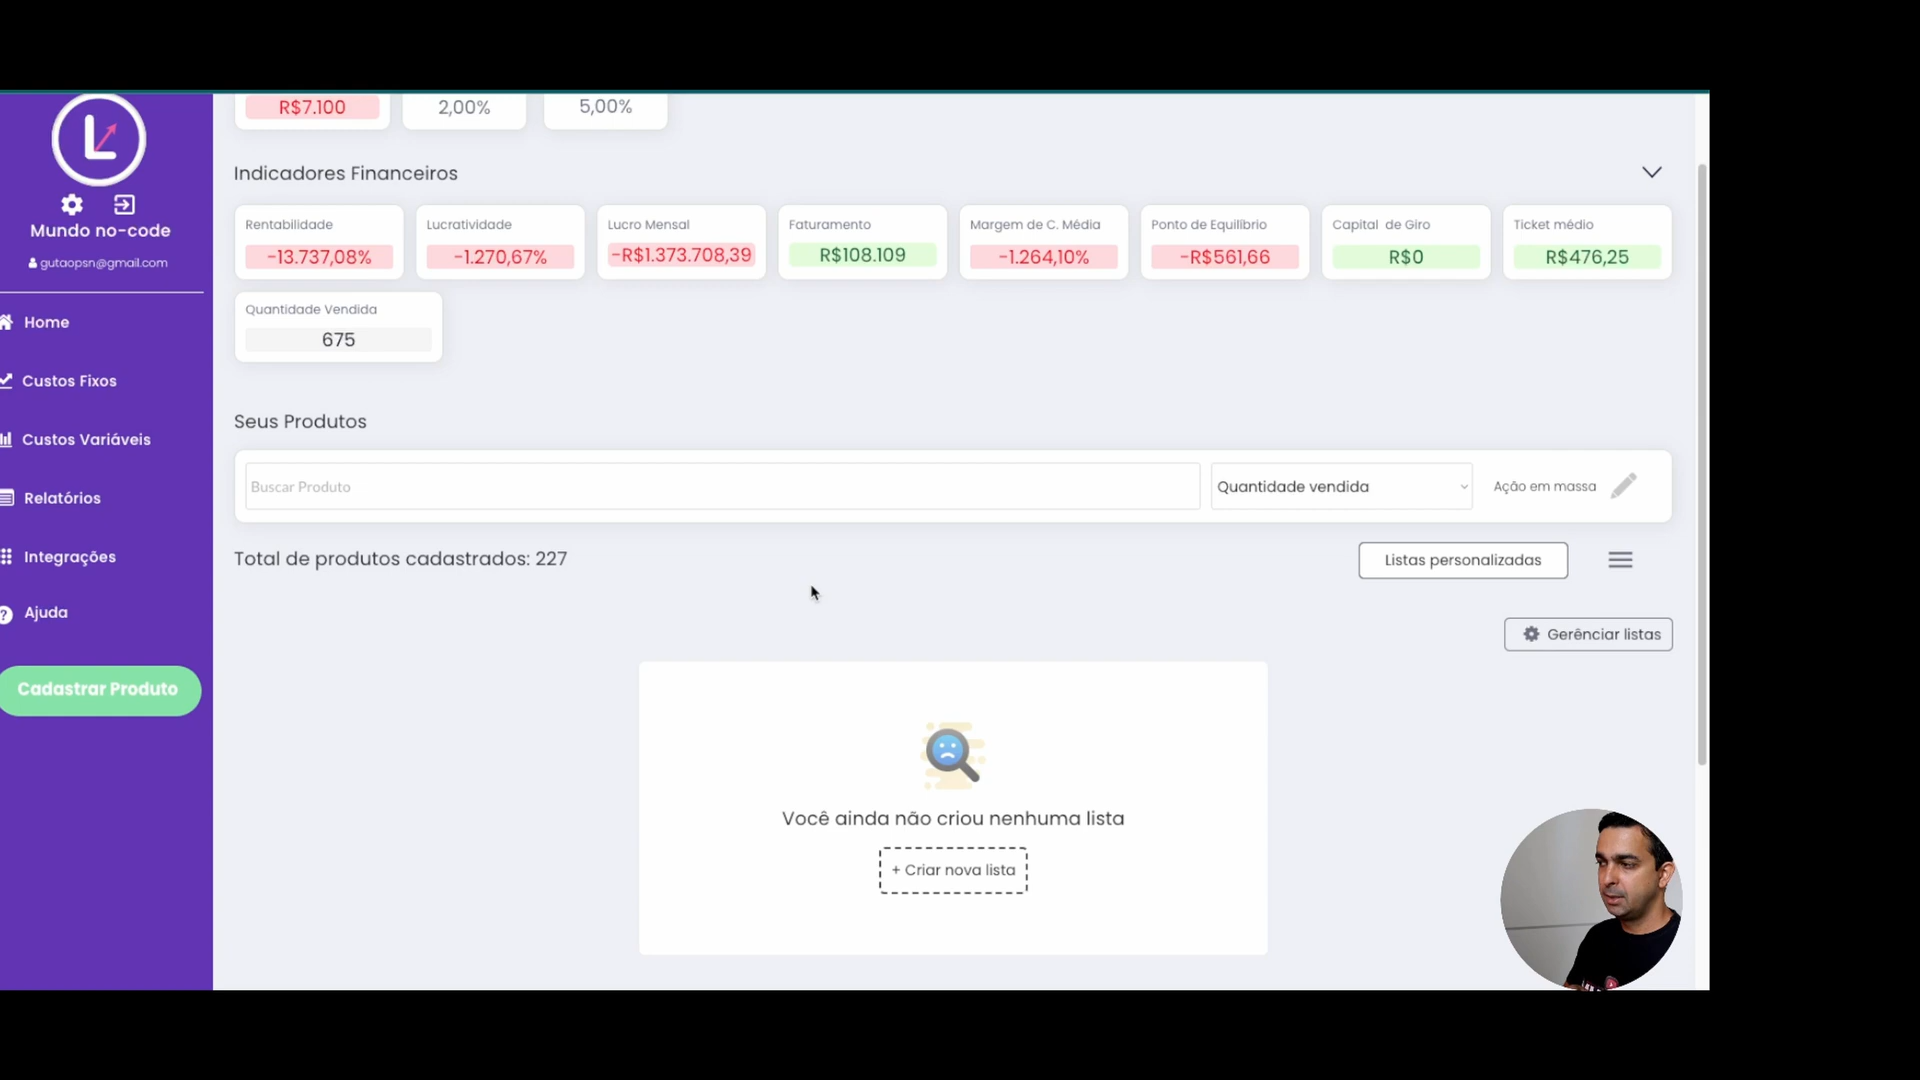 R$7.100
2,00%
5,00%
Indicadores Financeiros
Rentabilidade
Lucratividade
Lucro Mensal
Faturamento
Margem de C. Média
Ponto de Equilíbrio
Capital de Giro
Ticket médio
-13.737,08%
-1.270,67%
-R$1.373.708,39
R$108.109
-1.264,10%
-R$561,66
R$0
R$476,25
Quantidade Vendida
675
Mundo no-code
gutaopsn@gmail.com
Home
Custos Fixos
Custos Variáveis
Relatórios
Integrações
Ajuda
Cadastrar Produto
Seus Produtos
Buscar Produto
Quantidade vendida
Ação em massa
Total de produtos cadastrados: 227
Listas personalizadas
Gerênciar listas
Você ainda não criou nenhuma lista
+ Criar nova lista